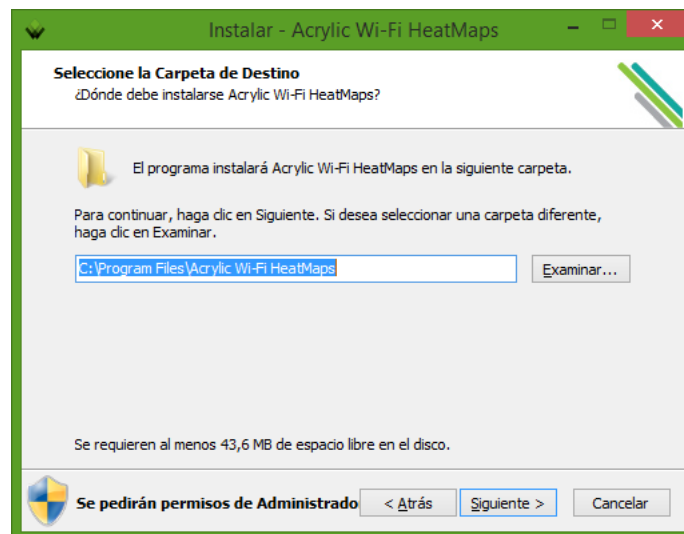 Instalar - Acrylic Wi-Fi HeatMaps
Seleccione la Carpeta de Destino
¿Dónde debe instalarse Acrylic Wi-Fi HeatMaps?
El programa instalará Acrylic Wi-Fi HeatMaps en la siguiente carpeta.
Para continuar, haga clic en Siguiente. Si desea seleccionar una carpeta diferente,
haga clic en Examinar.
C:\Program Files\Acrylic Wi-Fi HeatMaps
Examinar...
Se requieren al menos 43,6 MB de espacio libre en el disco.
Se pedirán permisos de Administrado
< Atrás
Siguiente >
Cancelar